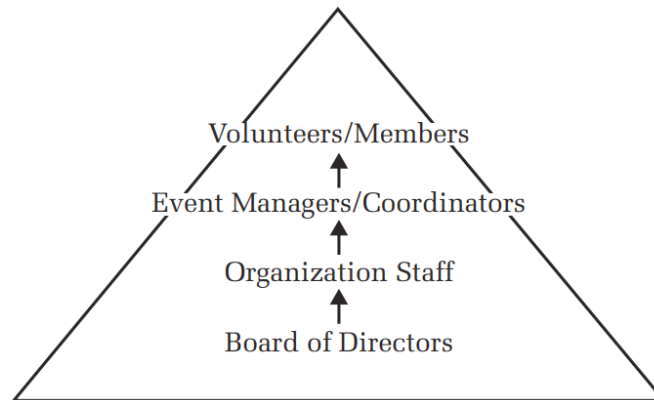 Volunteers/Members
Event Managers/Coordinators
Organization Staff
Board of Directors